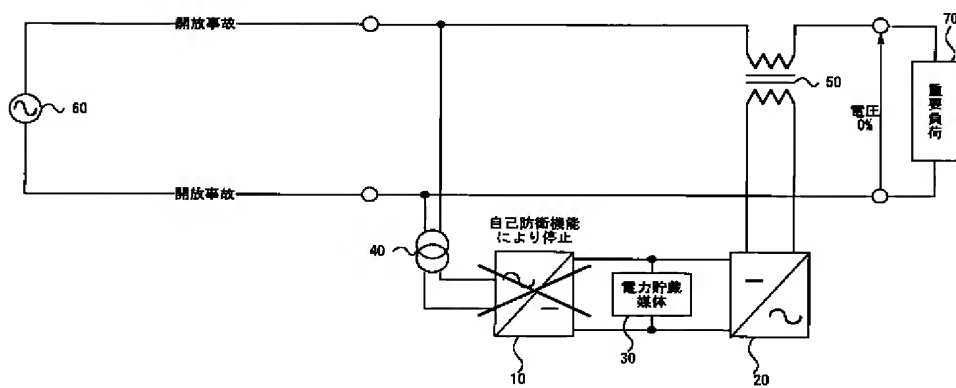 開放事故
70
重要負荷
50
60
電圧
0%
開放事故
自己防衛機能
により停止
40
電力貯蔵
媒体
30
10
20